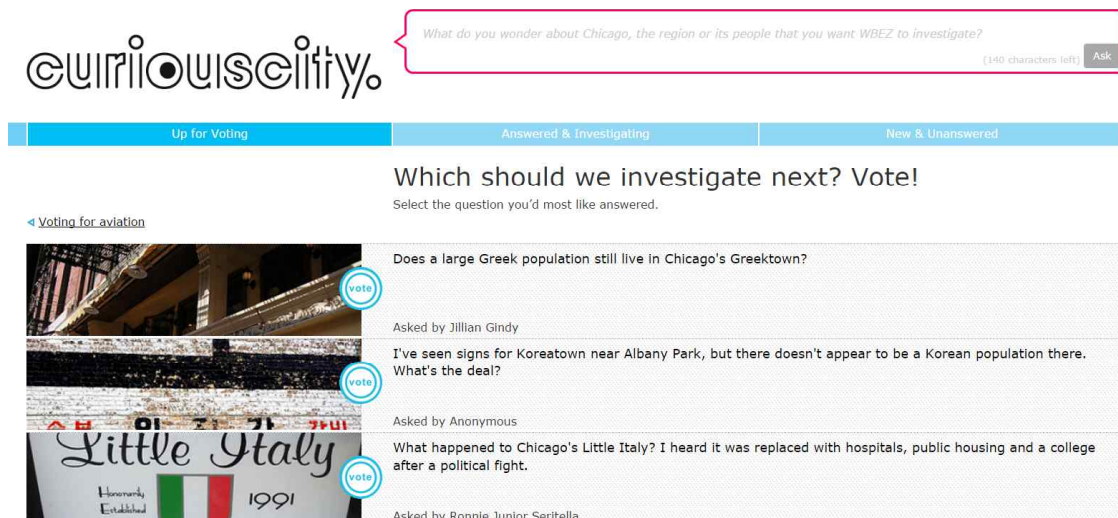 curiouscity.
What do you wonder about Chicago, the region or its people that you want WBEZ to investigate?
(140 characters left) Ask
Up for Voting Answered & Investigating New & Unanswered
Which should we investigate next? Vote!
Select the question you’d most like answered.
Voting for aviation
Does a large Greek population still live in Chicago's Greektown?
vote
Asked by Jillian Gindy
I've seen signs for Koreatown near Albany Park, but there doesn't appear to be a Korean population there.
What's the deal?
vote
Asked by Anonymous
Little Italy
Honorarily
Established
1991
What happened to Chicago's Little Italy? I heard it was replaced with hospitals, public housing and a college
after a political fight.
vote
Asked by Ronnie Junior Seritella